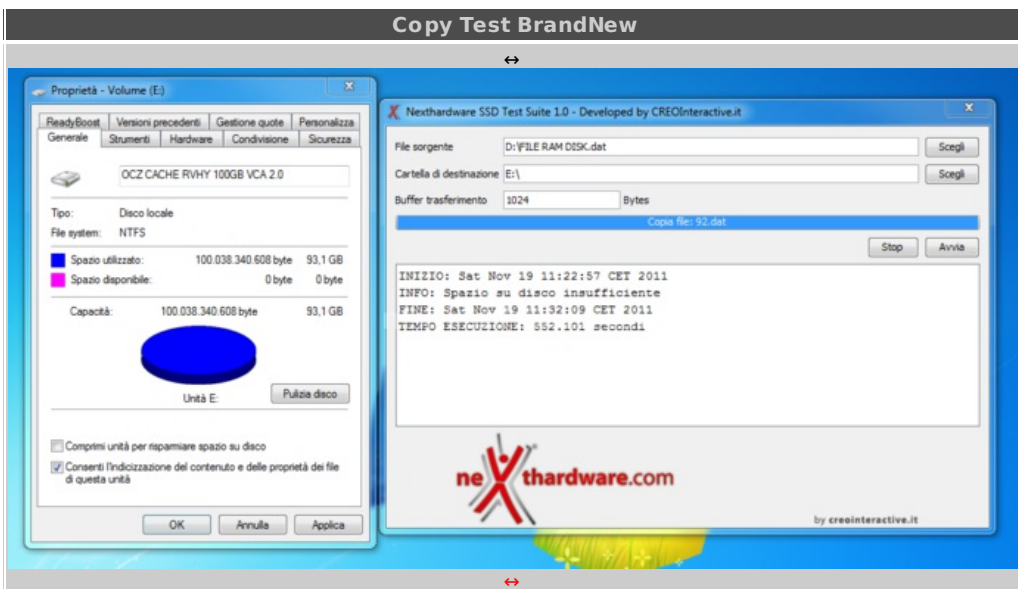 Copy Test BrandNew
↔
Proprietà - Volume (E:)
ReadyBoost Versioni precedenti Gestione quote Personalizza
Generale Strumenti Hardware Condivisione Sicurezza
OCZ CACHE RVHY 100GB VCA 2.0
Tipo: Disco locale
File system: NTFS
Spazio utilizzato: 100.038.340.608 byte 93,1 GB
Spazio disponibile: 0 byte 0 byte
Capacità: 100.038.340.608 byte 93,1 GB
Unità E:
Pulizia disco
Comprimi unità per risparmiare spazio su disco
Consenti l'indicizzazione del contenuto e delle proprietà dei file
di questa unità
OK Annulla Applica
Nexthardware SSD Test Suite 1.0 - Developed by CREOInteractive.it
File sorgente D:\FILE RAM DISK.dat Scegli
Cartella di destinazione E:\ Scegli
Buffer trasferimento 1024 Bytes
Copia file: 92.dat
Stop Avvia
INIZIO: Sat Nov 19 11:22:57 CET 2011
INFO: Spazio su disco insufficiente
FINE: Sat Nov 19 11:32:09 CET 2011
TEMPO ESECUZIONE: 552.101 secondi
neXthardware.com
by creointeractive.it
↔